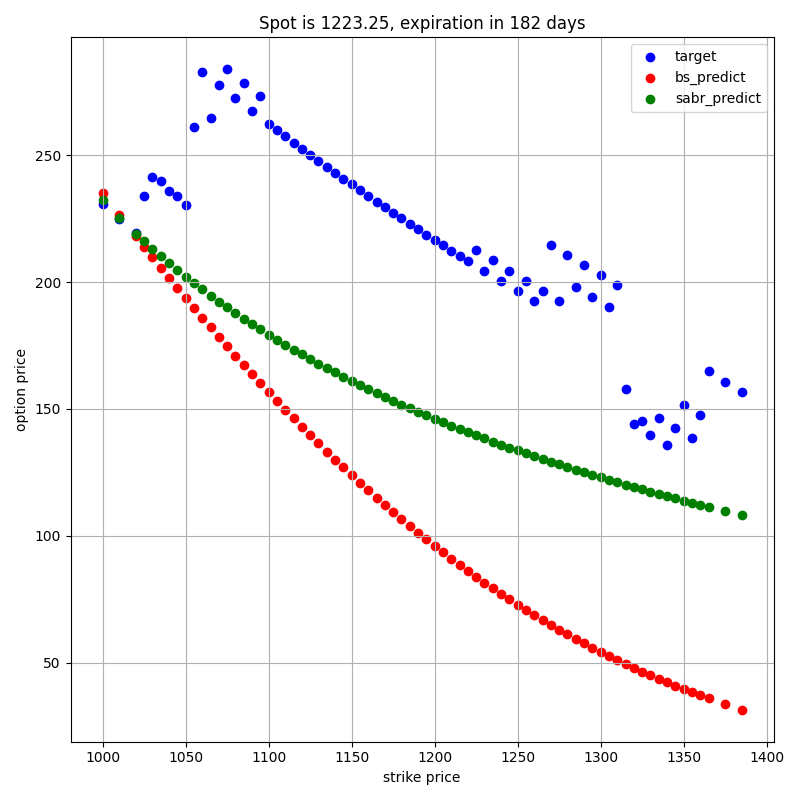 Spot is 1223.25, expiration in 182 days
target
bs_predict
sabr_predict
option price
250
200
150
100
50
1000 1050 1100 1150 1200 1250 1300 1350 1400
strike price